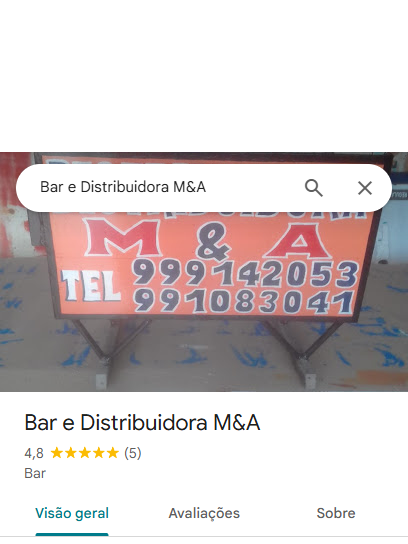 Bar e Distribuidora M&A
M & A
TEL 999142053
991083041
Bar e Distribuidora M&A
4,8 (5)
Bar
Visão geral Avaliações Sobre